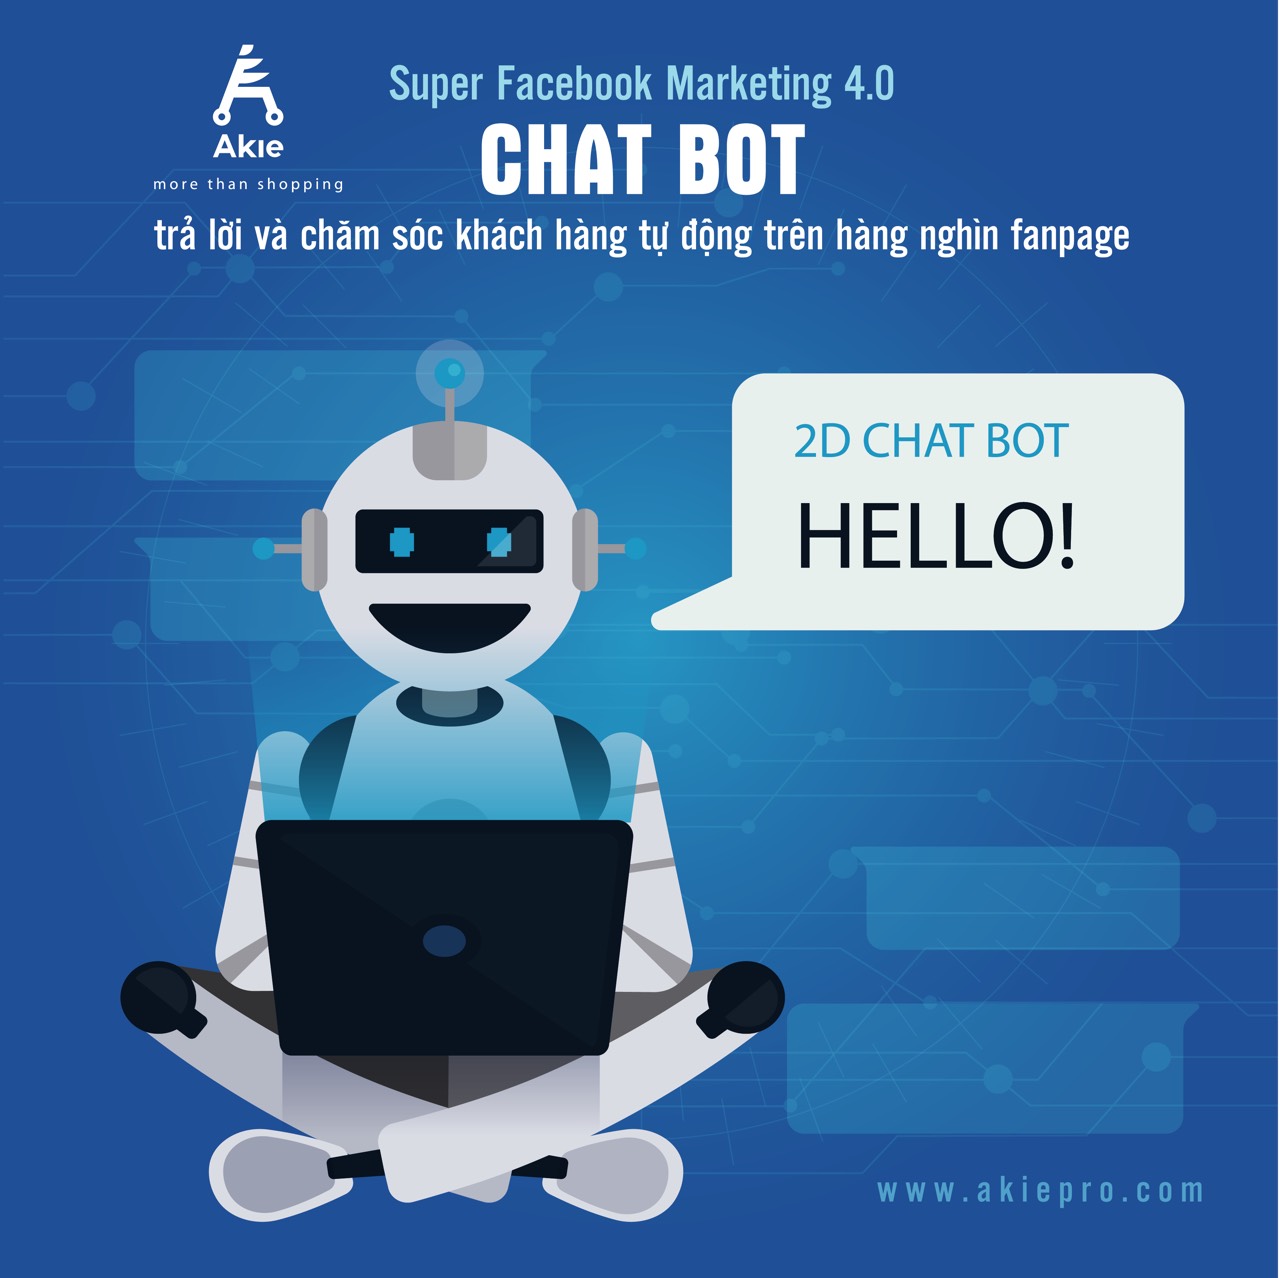 Akie
more than shopping
Super Facebook Marketing 4.0
CHAT BOT
trả lời và chăm sóc khách hàng tự động trên hàng nghìn fanpage
2D CHAT BOT
HELLO!
www.akiepro.com